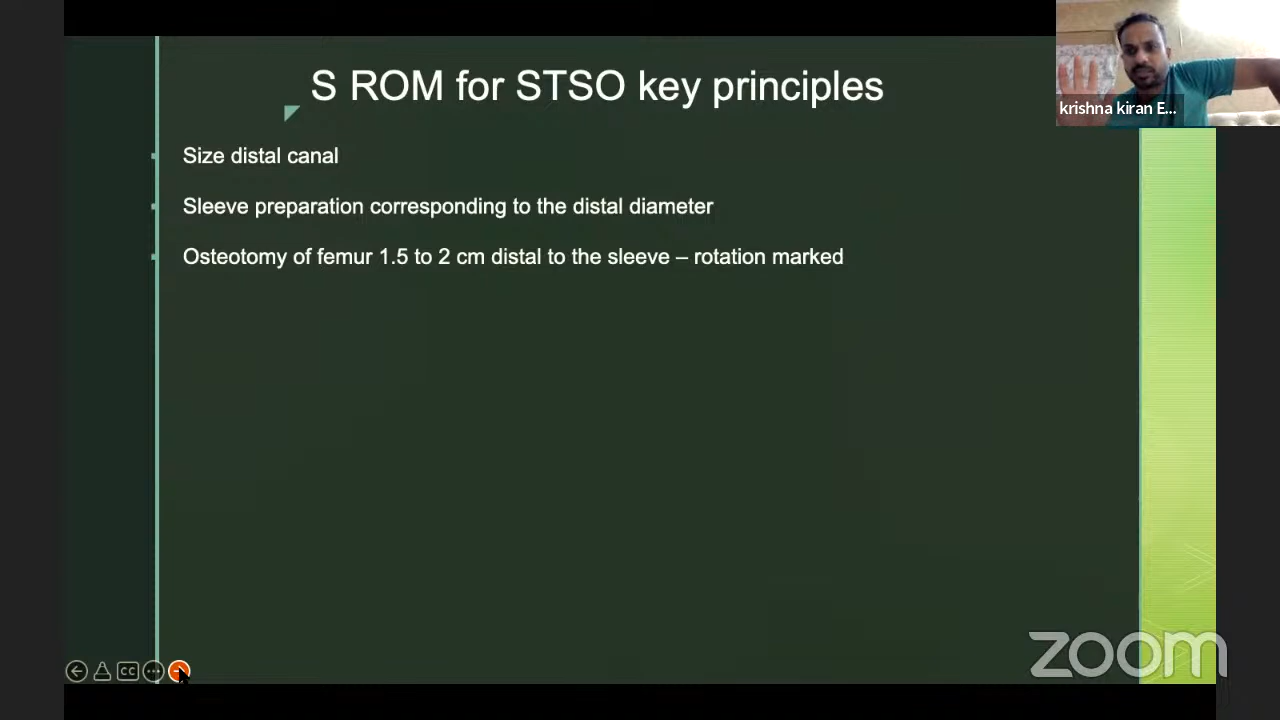 S ROM for STSO key principles
Size distal canal
Sleeve preparation corresponding to the distal diameter
Osteotomy of femur 1.5 to 2 cm distal to the sleeve – rotation marked
krishna kiran E...
CC
zoom